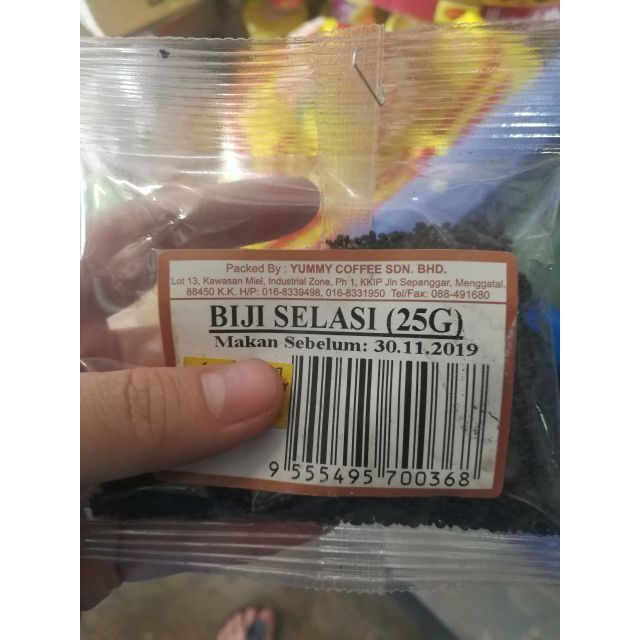 Packed By : YUMMY COFFEE SDN. BHD.
Lot 13, Kawasan Miel, Industrial Zone, Ph 1, KKIP Jln Sepanggar, Menggatal,
88450 K.K. H/P: 016-8339498, 016-8331950 Tel/Fax: 088-491680
BIJI SELASI (25G)
Makan Sebelum: 30.11.2019
9 555495 700368